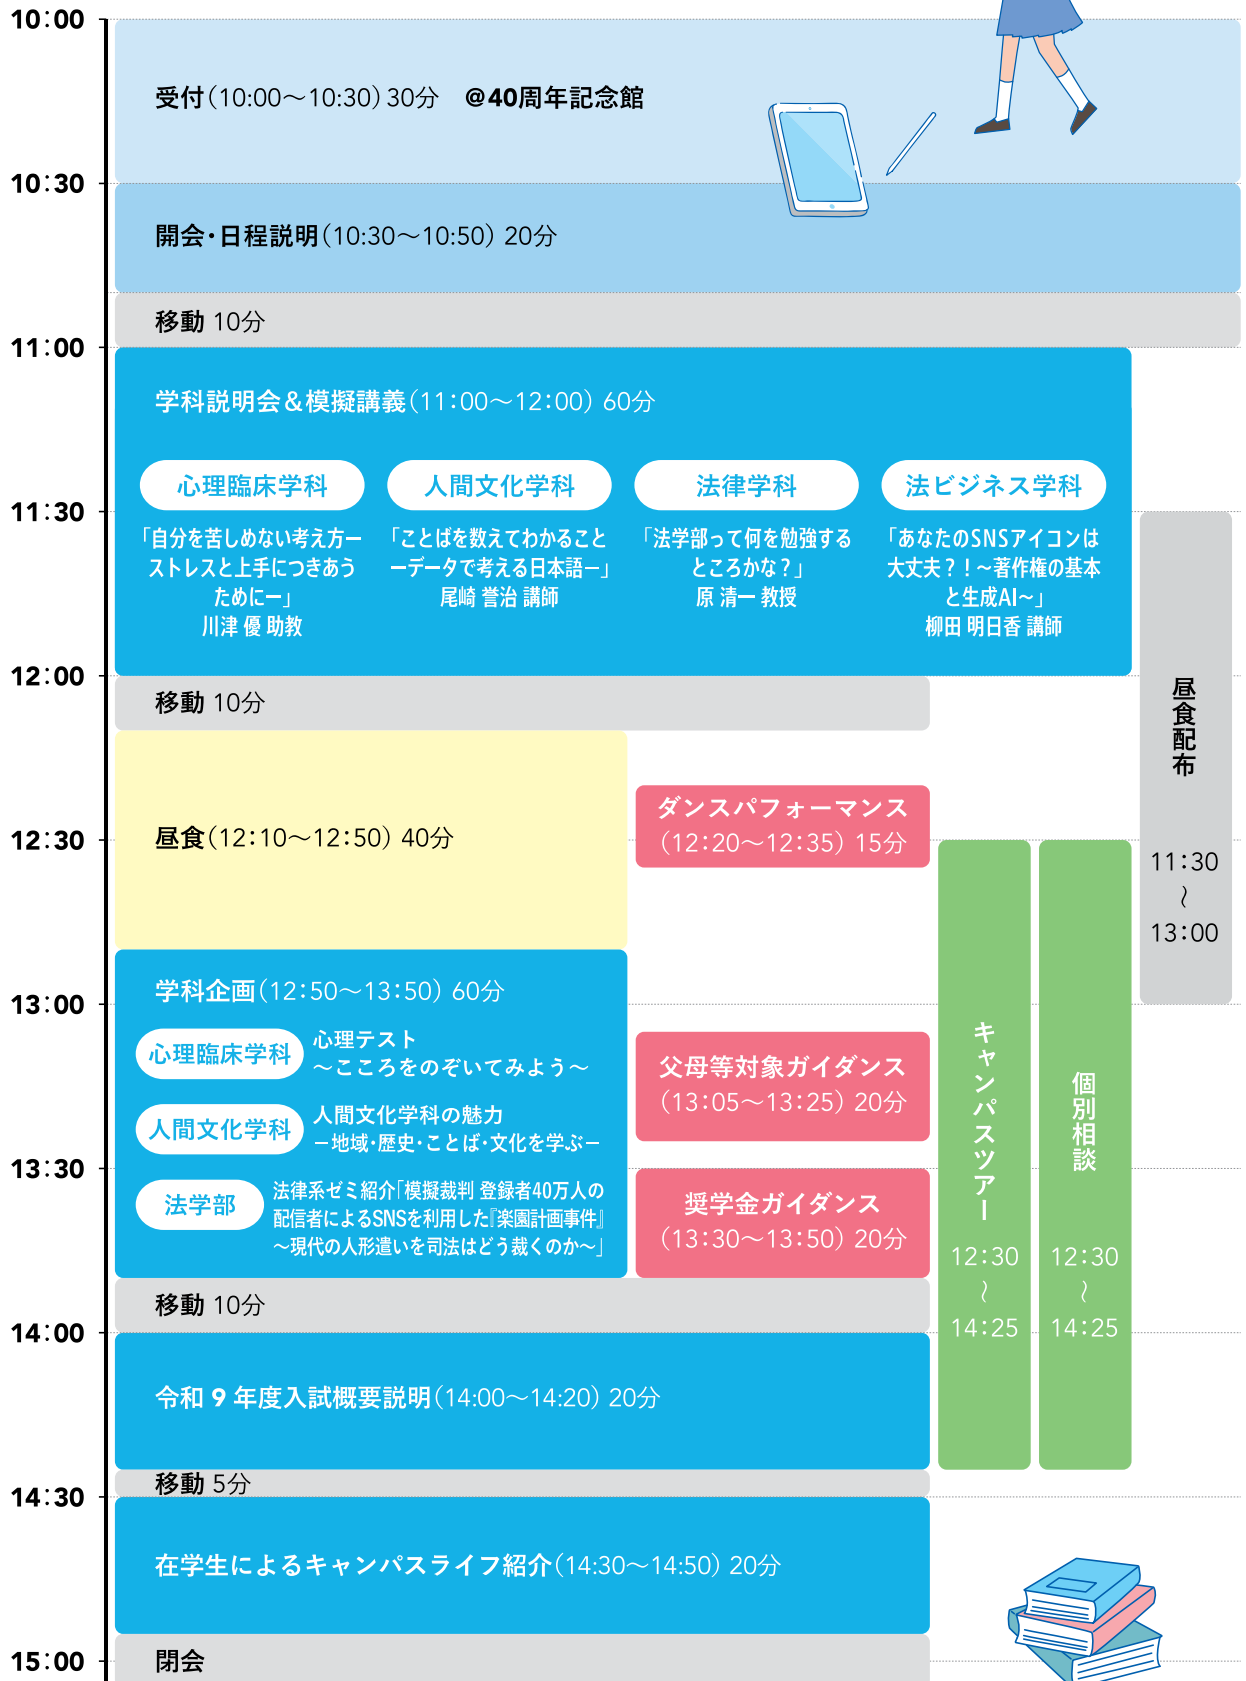 10:00
受付(10:00〜10:30) 30分 @40周年記念館
10:30
開会・日程説明(10:30〜10:50) 20分
移動 10分
11:00
学科説明会&模擬講義(11:00〜12:00) 60分
心理臨床学科
「自分を苦しめない考え方ー
ストレスと上手につきあう
ためにー」
川津 優 助教
人間文化学科
「ことばを数えてわかること
ーデータで考える日本語ー」
尾崎 誉治 講師
法律学科
「法学部って何を勉強する
ところかな?」
原 清一 教授
法ビジネス学科
「あなたのSNSアイコンは
大丈夫?!〜著作権の基本
と生成AI〜」
柳田 明日香 講師
11:30
昼食配布
11:30
〜
13:00
12:00
移動 10分
昼食(12:10〜12:50) 40分
ダンスパフォーマンス
(12:20〜12:35) 15分
12:30
キャンパスツアー
12:30
〜
14:25
個別相談
12:30
〜
14:25
学科企画(12:50〜13:50) 60分
13:00
心理臨床学科
心理テスト
〜こころをのぞいてみよう〜
人間文化学科
人間文化学科の魅力
−地域・歴史・ことば・文化を学ぶ−
法学部
法律系ゼミ紹介「模擬裁判 登録者40万人の
配信者によるSNSを利用した『楽園計画事件』
〜現代の人形遣いを司法はどう裁くのか〜」
父母等対象ガイダンス
(13:05〜13:25) 20分
13:30
奨学金ガイダンス
(13:30〜13:50) 20分
移動 10分
14:00
令和 9 年度入試概要説明(14:00〜14:20) 20分
移動 5分
14:30
在学生によるキャンパスライフ紹介(14:30〜14:50) 20分
15:00
閉会